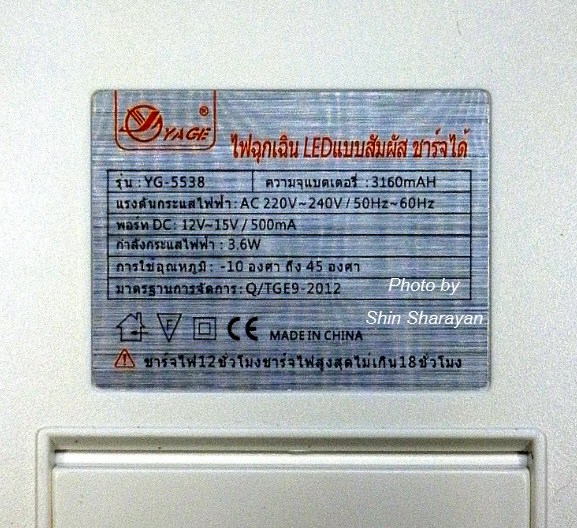 YAGE®
ไฟฉุกเฉิน LEDแบบสัมผัส ชาร์จได้
รุ่น : YG-5538 ความจุแบตเตอรี่ : 3160mAH
แรงดันกระแสไฟฟ้า: AC 220V~240V / 50Hz~60Hz
พอร์ท DC: 12V~15V / 500mA
กำลังกระแสไฟฟ้า : 3.6W
การใช้อุณหภูมิ : -10 องศา ถึง 45 องศา
มาตรฐานการจัดการ: Q/TGE9-2012
Photo by
Shin Sharayan
F CE MADE IN CHINA
ชาร์จไฟ12ชั่วโมงชาร์จไฟสูงสุดไม่เกิน18ชั่วโมง